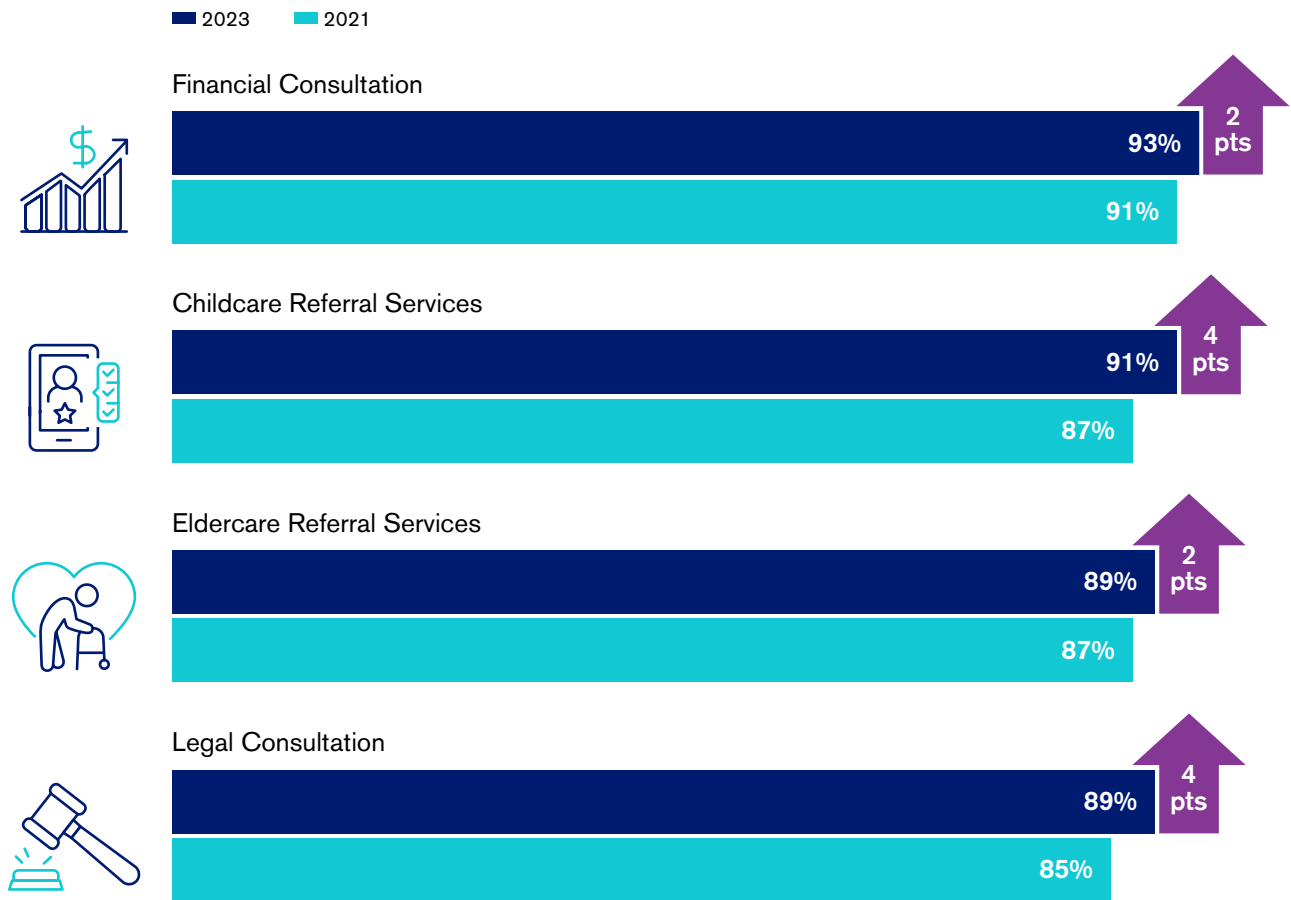 2023 2021
Financial Consultation
93%
2
pts
91%
Childcare Referral Services
91%
4
pts
87%
Eldercare Referral Services
89%
2
pts
87%
Legal Consultation
89%
4
pts
85%